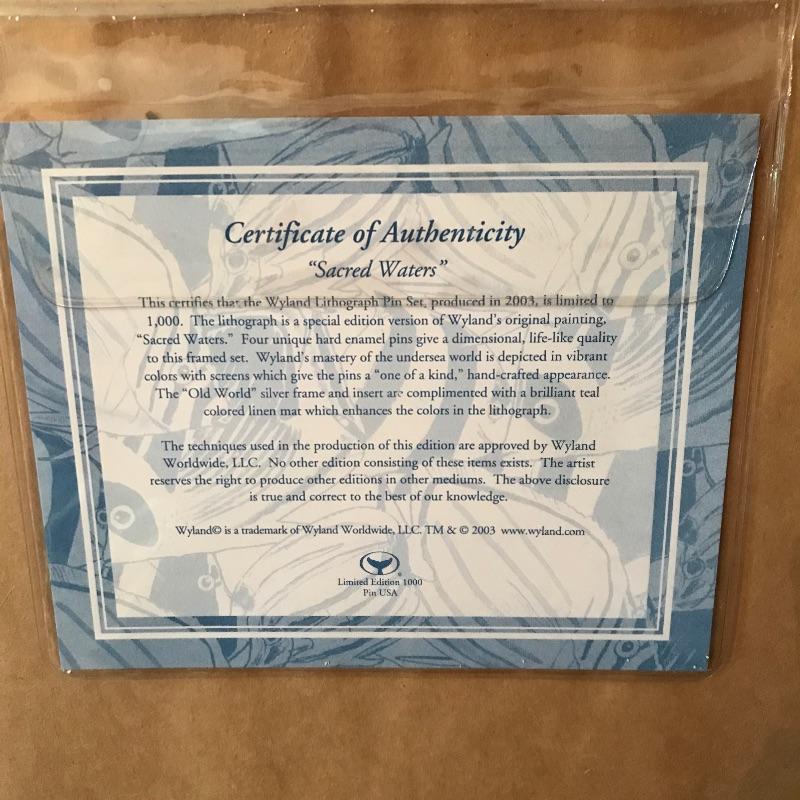 Certificate of Authenticity
“Sacred Waters”
This certifies that the Wyland Lithograph Pin Set, produced in 2003, is limited to
1,000. The lithograph is a special edition version of Wyland's original painting,
“Sacred Waters.” Four unique hard enamel pins give a dimensional, life-like quality
to this framed set. Wyland's mastery of the undersea world is depicted in vibrant
colors with screens which give the pins a “one of a kind,” hand-crafted appearance.
The “Old World” silver frame and insert are complimented with a brilliant teal
colored linen mat which enhances the colors in the lithograph.
The techniques used in the production of this edition are approved by Wyland
Worldwide, LLC. No other edition consisting of these items exists. The artist
reserves the right to produce other editions in other mediums. The above disclosure
is true and correct to the best of our knowledge.
Wyland© is a trademark of Wyland Worldwide, LLC. TM & © 2003 www.wyland.com
®
Limited Edition 1000
Pin USA